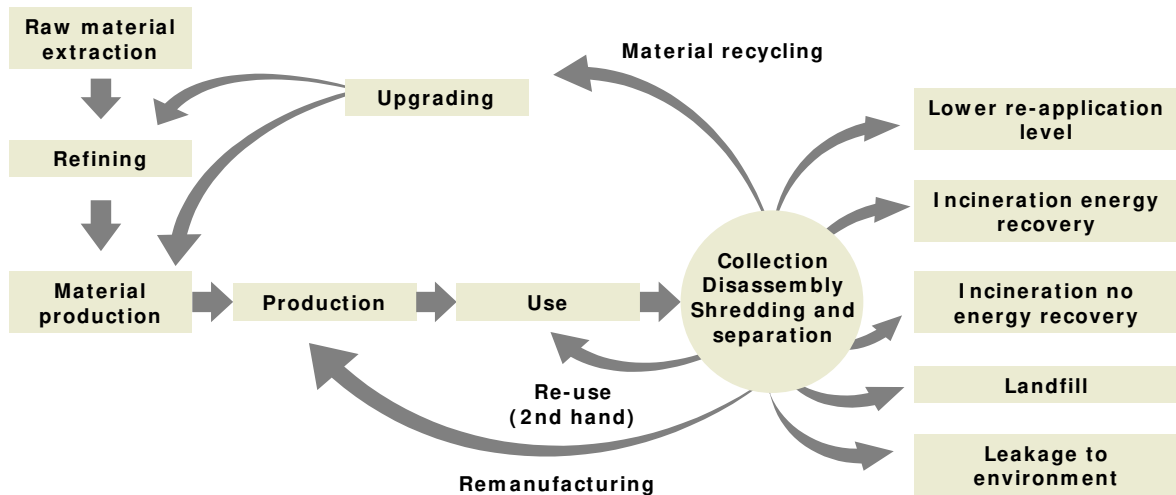 Raw material
extraction
Material recycling
Upgrading
Lower re-application
level
Refining
Incineration energy
recovery
Collection
Disassembly
Shredding and
separation
Material
production
Production
Use
Incineration no
energy recovery
Re-use
(2nd hand)
Landfill
Remanufacturing
Leakage to
environment